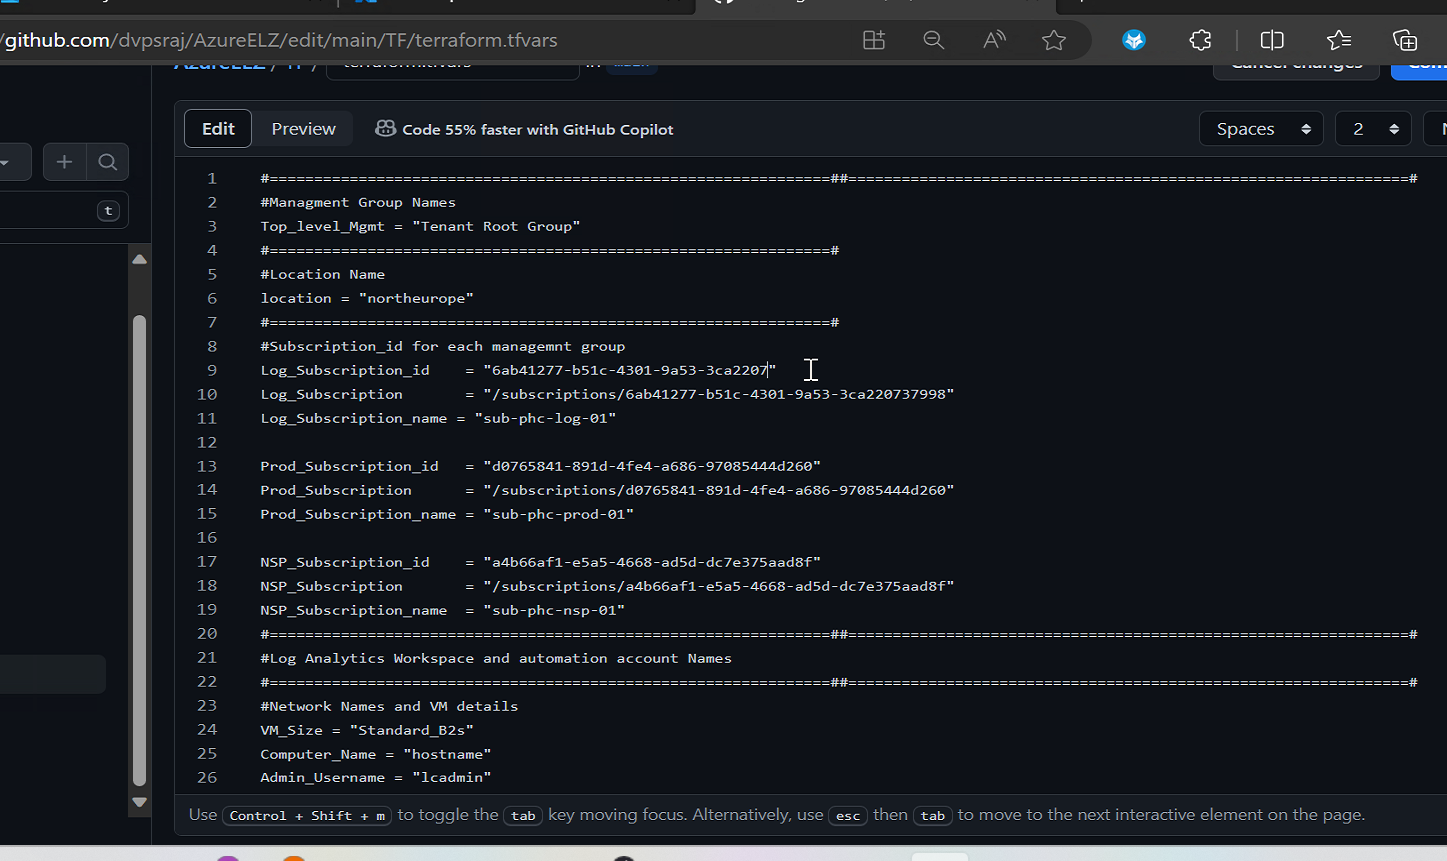 /github.com/dvpsraj/AzureELZ/edit/main/TF/terraform.tfvars
AzureELZ / TF / terraform.tfvars in main
Cancel changes
Edit Preview Code 55% faster with GitHub Copilot Spaces 2
t
1 #===============================================================##===============================================================#
2 #Managment Group Names
3 Top_level_Mgmt = "Tenant Root Group"
4 #===============================================================#
5 #Location Name
6 location = "northeurope"
7 #===============================================================#
8 #Subscription_id for each managemnt group
9 Log_Subscription_id    = "6ab41277-b51c-4301-9a53-3ca2207"
10 Log_Subscription       = "/subscriptions/6ab41277-b51c-4301-9a53-3ca220737998"
11 Log_Subscription_name = "sub-phc-log-01"
12
13 Prod_Subscription_id   = "d0765841-891d-4fe4-a686-97085444d260"
14 Prod_Subscription      = "/subscriptions/d0765841-891d-4fe4-a686-97085444d260"
15 Prod_Subscription_name = "sub-phc-prod-01"
16
17 NSP_Subscription_id    = "a4b66af1-e5a5-4668-ad5d-dc7e375aad8f"
18 NSP_Subscription       = "/subscriptions/a4b66af1-e5a5-4668-ad5d-dc7e375aad8f"
19 NSP_Subscription_name  = "sub-phc-nsp-01"
20 #===============================================================##===============================================================#
21 #Log Analytics Workspace and automation account Names
22 #===============================================================##===============================================================#
23 #Network Names and VM details
24 VM_Size = "Standard_B2s"
25 Computer_Name = "hostname"
26 Admin_Username = "lcadmin"
Use Control + Shift + m to toggle the tab key moving focus. Alternatively, use esc then tab to move to the next interactive element on the page.